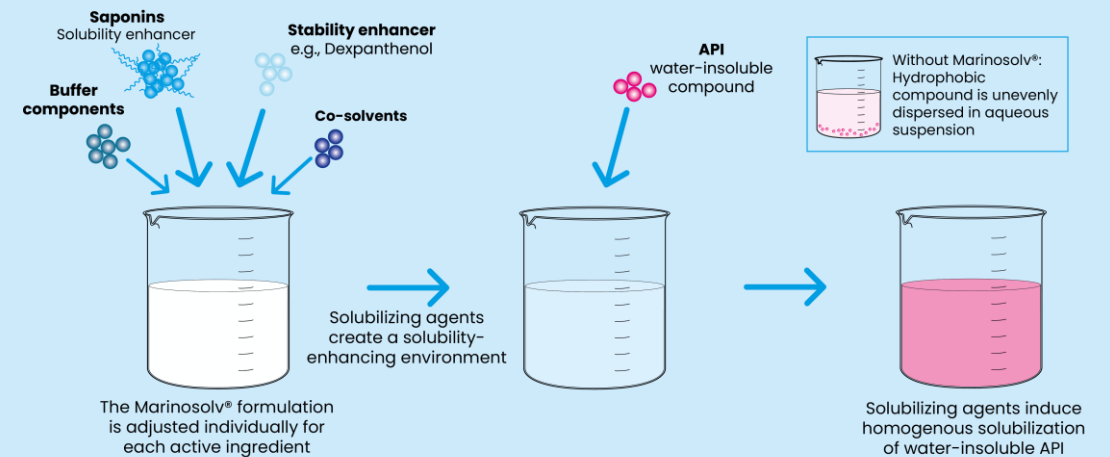 Saponins
Solubility enhancer
Stability enhancer
e.g., Dexpanthenol
Buffer
components
Co-solvents
API
water-insoluble
compound
Without Marinosolv®:
Hydrophobic
compound is unevenly
dispersed in aqueous
suspension
Solubilizing agents
create a solubility-
enhancing environment
The Marinosolv® formulation
is adjusted individually for
each active ingredient
Solubilizing agents induce
homogenous solubilization
of water-insoluble API